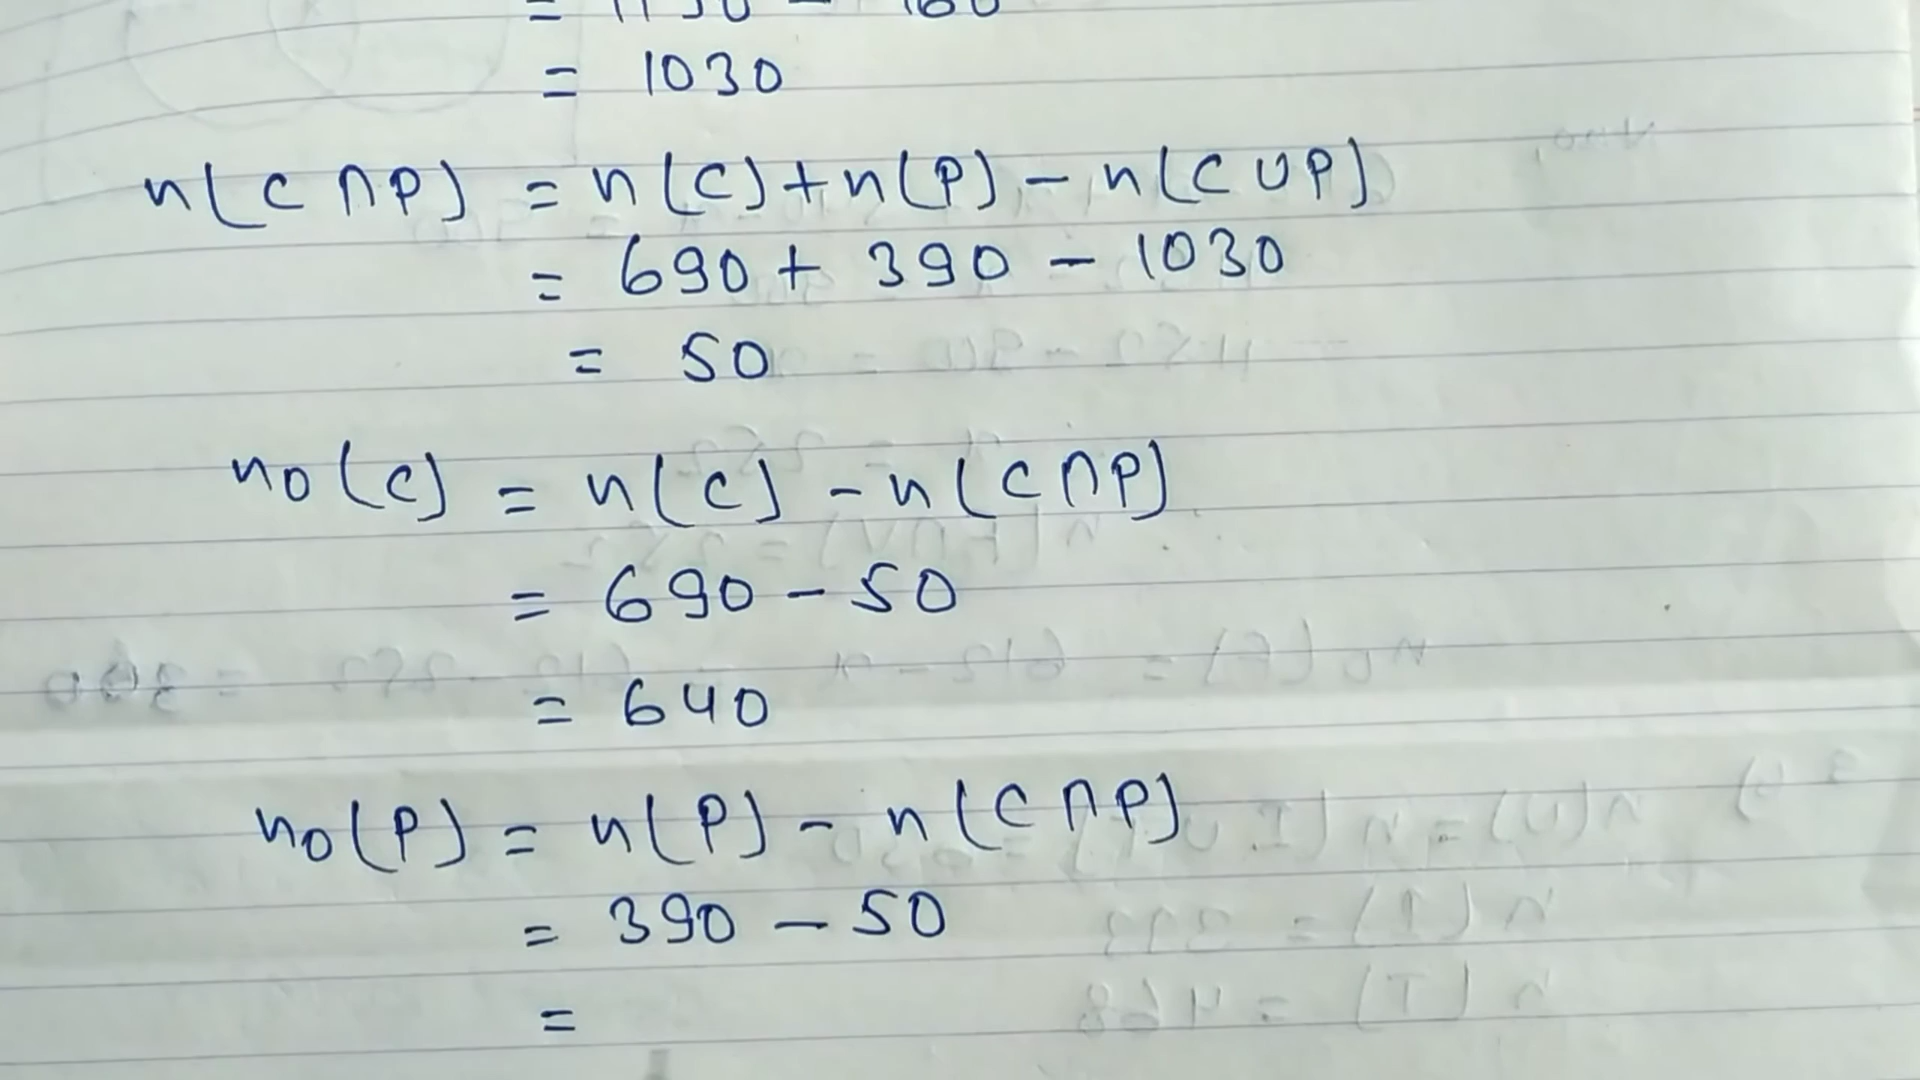 = 1030
n(C∩P) = n(C)+n(P)-n(C∪P)
= 690 + 390 - 1030
= 50
n₀(C) = n(C) - n(C∩P)
= 690 - 50
= 640
n₀(P) = n(P) - n(C∩P)
= 390 - 50
=